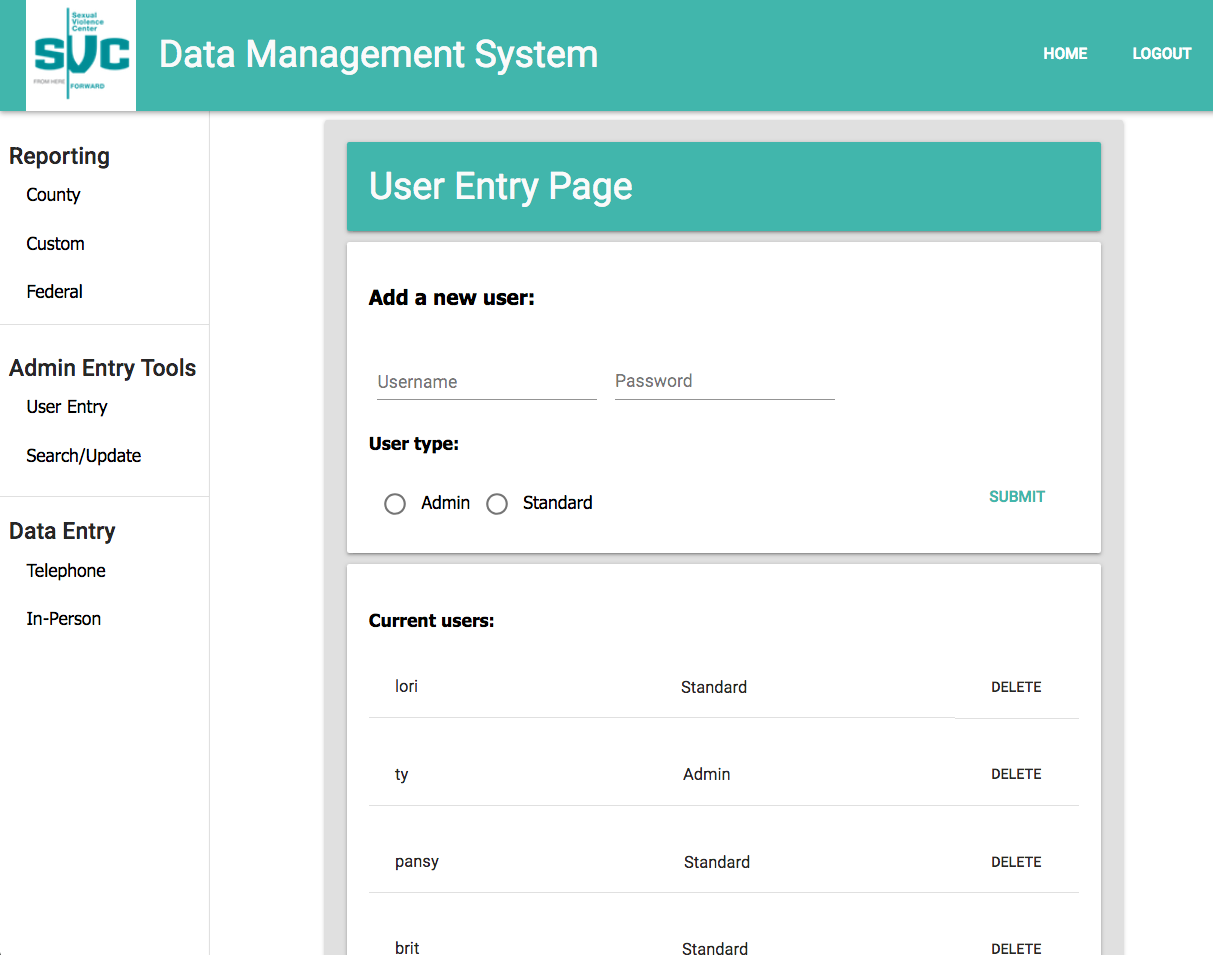 Sexual
Violence
Center
SVC
FROM HERE
FORWARD
Data Management System
HOME
LOGOUT
Reporting
County
Custom
Federal
Admin Entry Tools
User Entry
Search/Update
Data Entry
Telephone
In-Person
User Entry Page
Add a new user:
Username
Password
User type:
Admin
Standard
SUBMIT
Current users:
lori Standard DELETE
ty Admin DELETE
pansy Standard DELETE
brit Standard DELETE